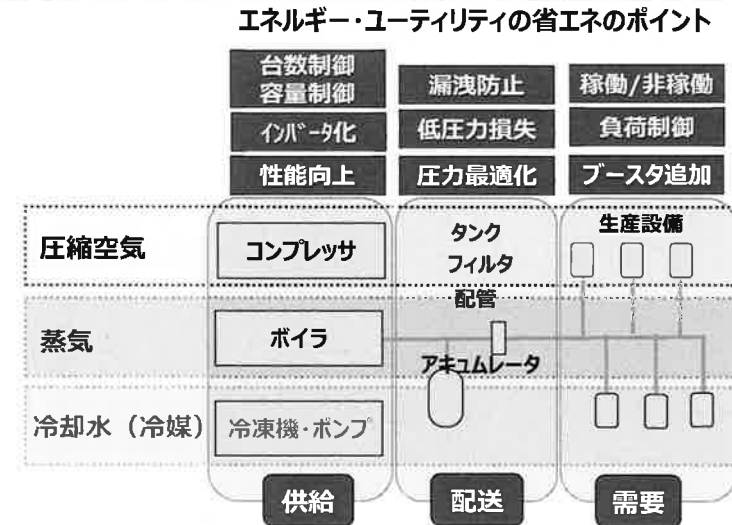 エネルギー・ユーティリティの省エネのポイント
台数制御
容量制御
漏洩防止
稼働/非稼働
インバータ化
低圧力損失
負荷制御
性能向上
圧力最適化
ブースタ追加
圧縮空気
コンプレッサ
タンク
フィルタ
生産設備
配管
蒸気
ボイラ
アキュムレータ
冷却水（冷媒）
冷凍機・ポンプ
供給
配送
需要